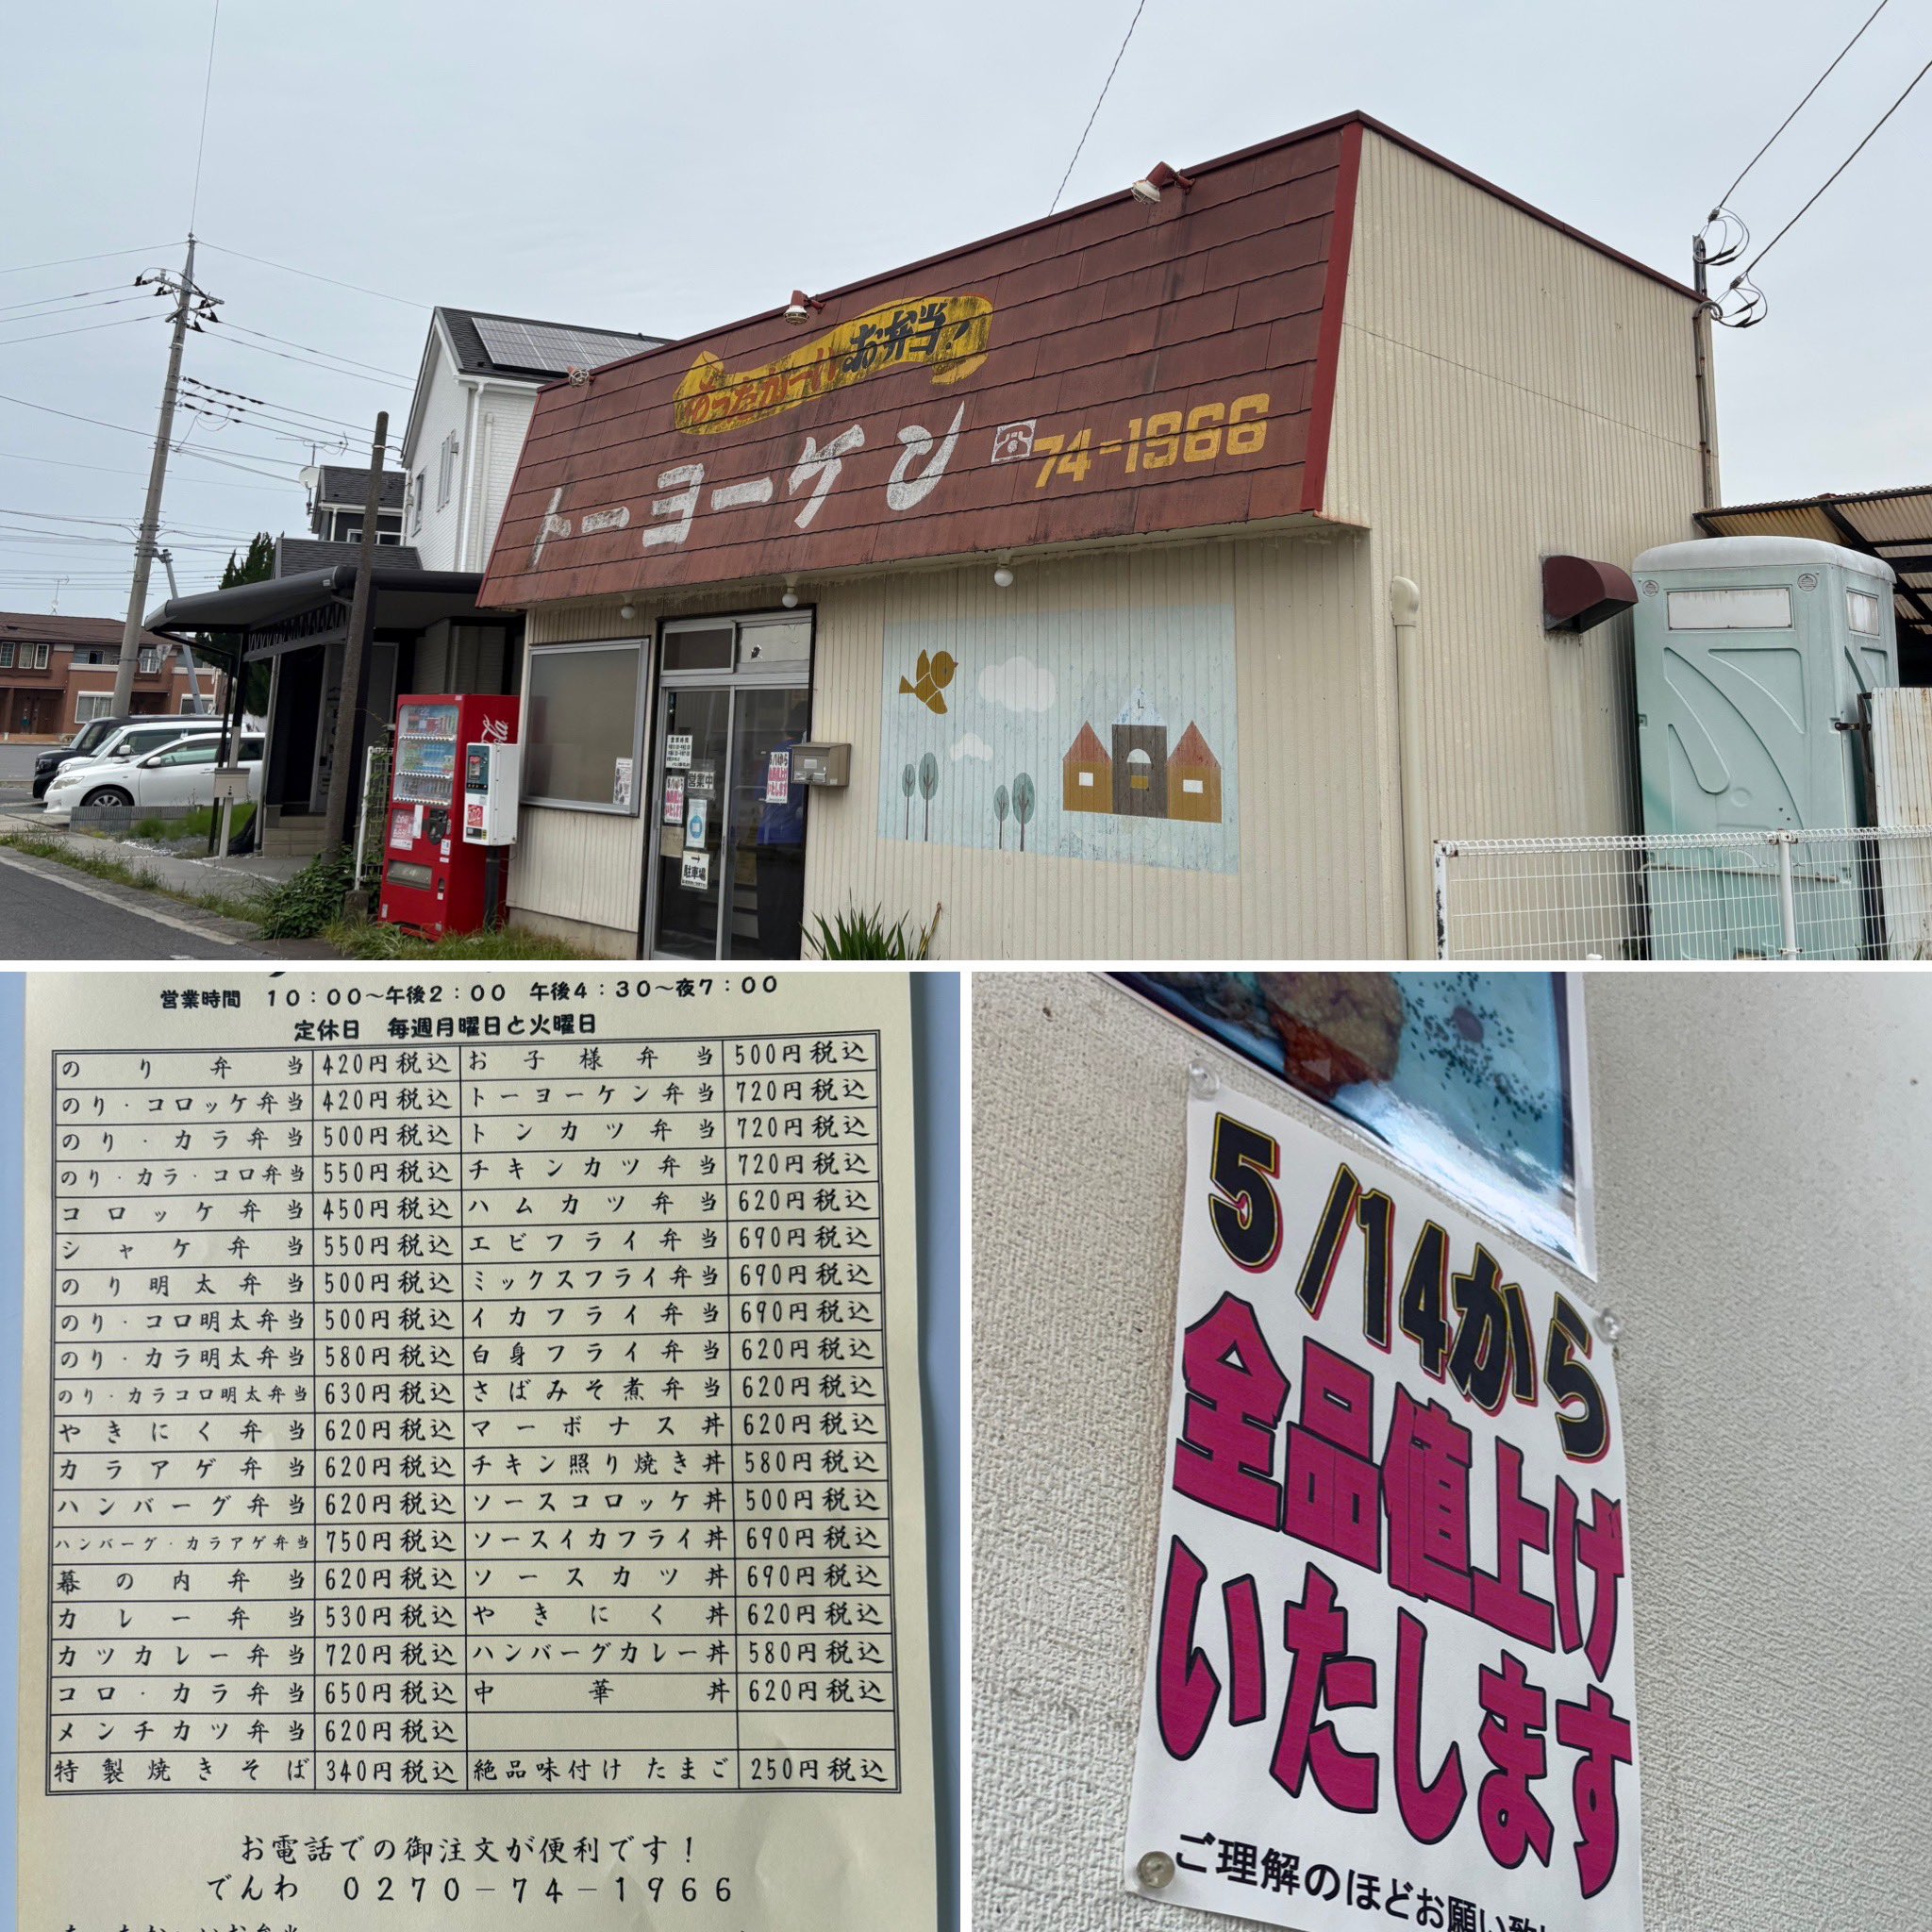 あったか〜いお弁当!
トーヨーケン ☎74-1966
営業時間
営業中
5/14から
全品値上げ
いたします
→
駐車場
営業時間 10:00〜午後2:00 午後4:30〜夜7:00
定休日 毎週月曜日と火曜日
のり弁当 420円税込 お子様弁当 500円税込
のり・コロッケ弁当 420円税込 トーヨーケン弁当 720円税込
のり・カラ弁当 500円税込 トンカツ弁当 720円税込
のり・カラ・コロ弁当 550円税込 チキンカツ弁当 720円税込
コロッケ弁当 450円税込 ハムカツ弁当 620円税込
シャケ弁当 550円税込 エビフライ弁当 690円税込
のり明太弁当 500円税込 ミックスフライ弁当 690円税込
のり・コロ明太弁当 500円税込 イカフライ弁当 690円税込
のり・カラ明太弁当 580円税込 白身フライ弁当 620円税込
のり・カラコロ明太弁当 630円税込 さばみそ煮弁当 620円税込
やきにく弁当 620円税込 マーボナス丼 620円税込
カラアゲ弁当 620円税込 チキン照り焼き丼 580円税込
ハンバーグ弁当 620円税込 ソースコロッケ丼 500円税込
ハンバーグ・カラアゲ弁当 750円税込 ソースイカフライ丼 690円税込
幕の内弁当 620円税込 ソースカツ丼 690円税込
カレー弁当 530円税込 やきにく丼 620円税込
カツカレー弁当 720円税込 ハンバーグカレー丼 580円税込
コロ・カラ弁当 650円税込 中華丼 620円税込
メンチカツ弁当 620円税込
特製焼きそば 340円税込 絶品味付けたまご 250円税込
お電話での御注文が便利です!
でんわ 0270-74-1966
5/14から
全品値上げ
いたします
ご理解のほどお願い致